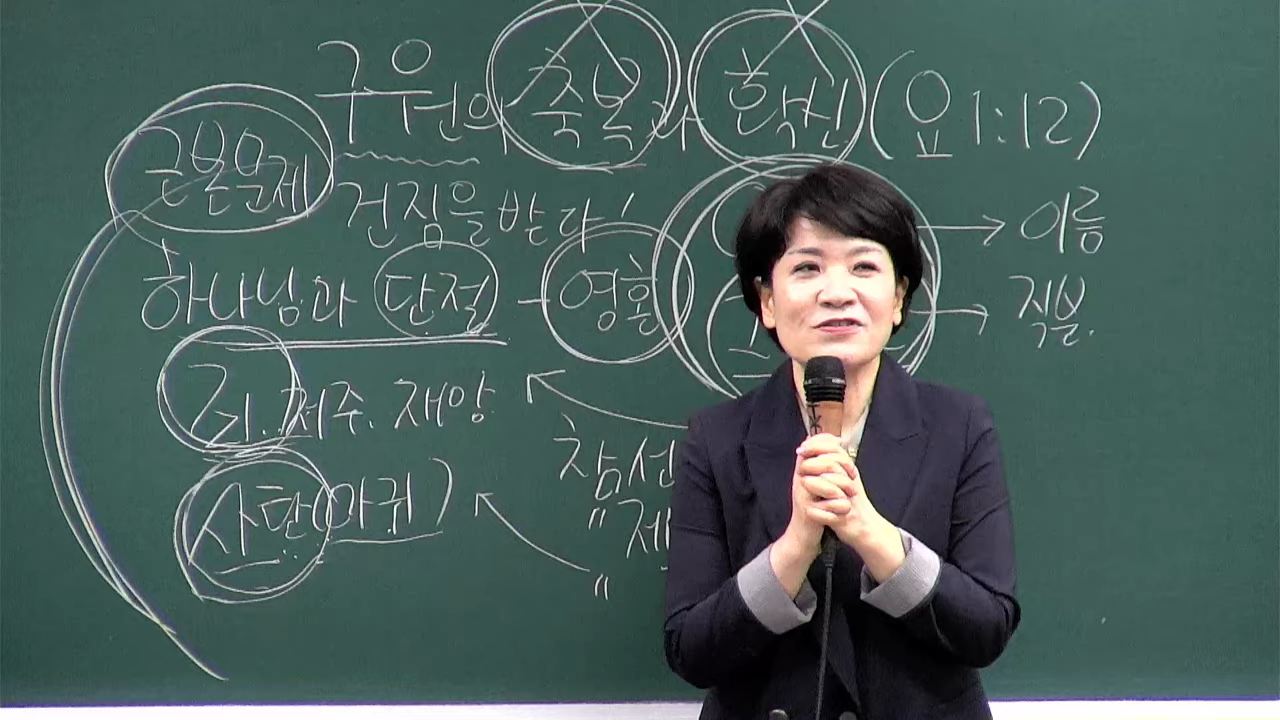 구원의 축복과 확신 (요 1:12)
근본문제
건짐을 받다!
→ 이름
하나님과 단절 - 영혼
→ 직분.
죄. 저주. 재앙
참 선
사탄(마귀)
" 제
"